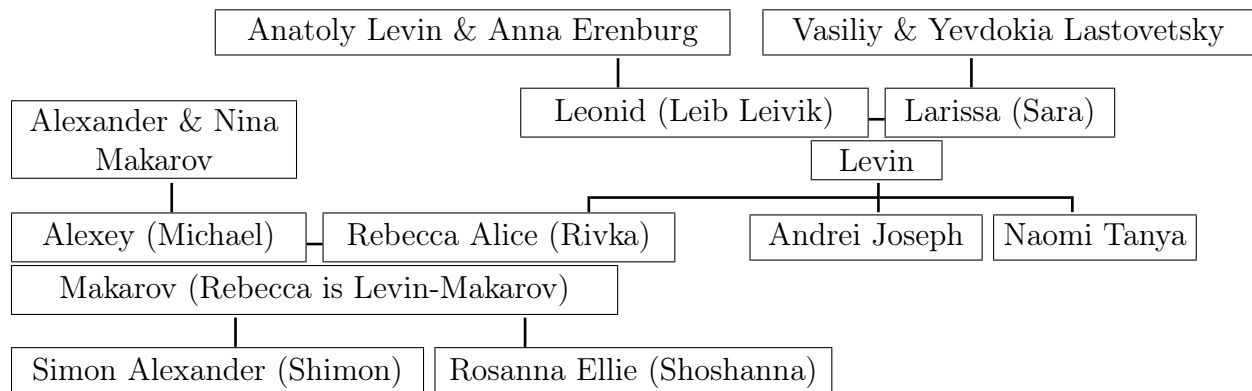 Anatoly Levin & Anna Erenburg
Vasiliy & Yevdokia Lastovetsky
Leonid (Leib Leivik)
Larissa (Sara)
Alexander & Nina
Makarov
Levin
Alexey (Michael)
Rebecca Alice (Rivka)
Andrei Joseph
Naomi Tanya
Makarov (Rebecca is Levin-Makarov)
Simon Alexander (Shimon)
Rosanna Ellie (Shoshanna)